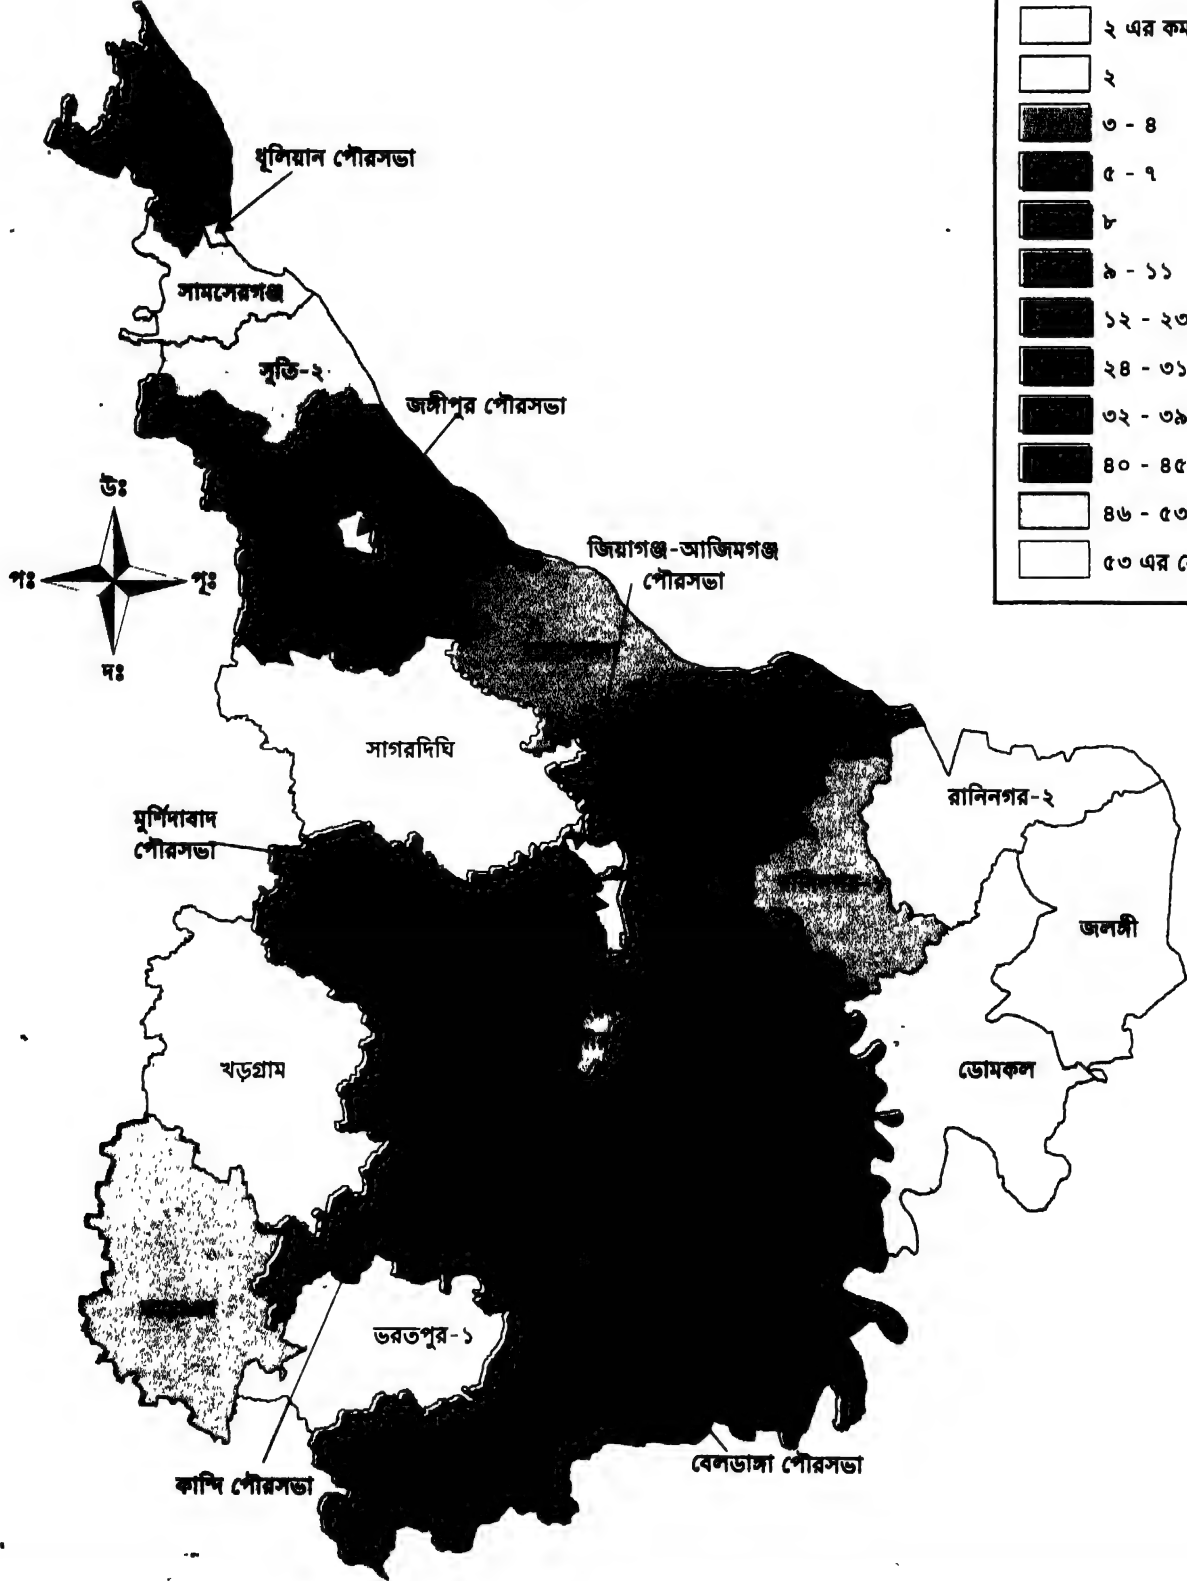 ২ এর কম
২
৩ - ৪
৫ - ৭
৮
৯ - ১১
১২ - ২৩
২৪ - ৩১
৩২ - ৩৯
৪০ - ৪৫
৪৬ - ৫৩
৫৩ এর
ধূলিয়ান পৌরসভা
সামসেরগঞ্জ
সুতি-২
জঙ্গীপুর পৌরসভা
উঃ
পঃ
পূঃ
দঃ
জিয়াগঞ্জ-আজিমগঞ্জ
পৌরসভা
সাগরদিঘি
রানিনগর-২
মুর্শিদাবাদ
পৌরসভা
জলঙ্গী
খড়গ্রাম
ডোমকল
ভরতপুর-১
বেলডাঙ্গা পৌরসভা
কান্দি পৌরসভা